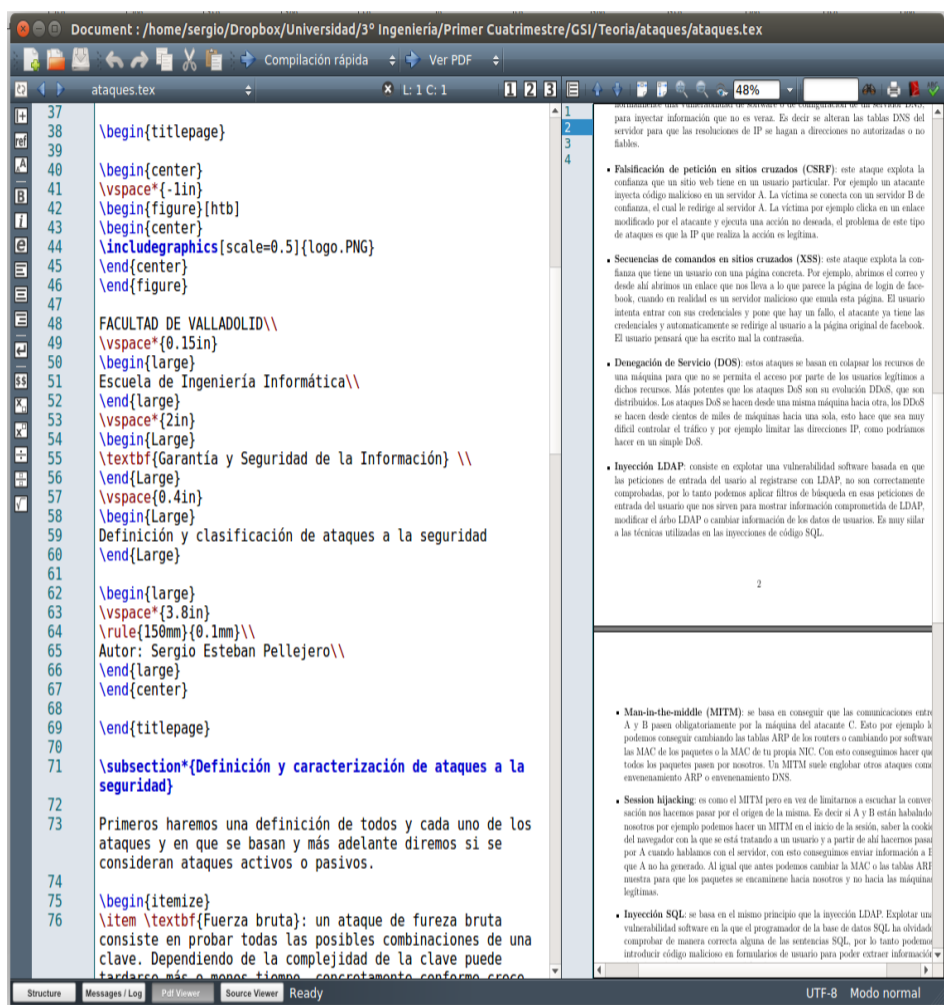 Document : /home/sergio/Dropbox/Universidad/3º Ingeniería/Primer Cuatrimestre/GSI/Teoria/ataques/ataques.tex
Compilación rápida
Ver PDF
ataques.tex
L: 1 C: 1
1 2 3
48%
37
38 \begin{titlepage}
39
40 \begin{center}
41 \vspace*{-1in}
42 \begin{figure}[htb]
43 \begin{center}
44 \includegraphics[scale=0.5]{logo.PNG}
45 \end{center}
46 \end{figure}
47
48 FACULTAD DE VALLADOLID\\
49 \vspace*{0.15in}
50 \begin{large}
51 Escuela de Ingeniería Informática\\
52 \end{large}
53 \vspace*{2in}
54 \begin{Large}
55 \textbf{Garantía y Seguridad de la Información} \\
56 \end{Large}
57 \vspace{0.4in}
58 \begin{Large}
59 Definición y clasificación de ataques a la seguridad
60 \end{Large}
61
62 \begin{large}
63 \vspace*{3.8in}
64 \rule{150mm}{0.1mm}\\
65 Autor: Sergio Esteban Pellejero\\
66 \end{large}
67 \end{center}
68
69 \end{titlepage}
70
71 \subsection*{Definición y caracterización de ataques a la
seguridad}
72
73 Primeros haremos una definición de todos y cada uno de los
ataques y en que se basan y más adelante diremos si se
consideran ataques activos o pasivos.
74
75 \begin{itemize}
76 \item \textbf{Fuerza bruta}: un ataque de fureza bruta
consiste en probar todas las posibles combinaciones de una
clave. Dependiendo de la complejidad de la clave puede
tardarse más o menos tiempo, concretamente conforme crece
1
2
3
4
normalmente una vulnerabilidad de software o de configuración de un servidor DNS,
para inyectar información que no es veraz. Es decir se alteran las tablas DNS del
servidor para que las resoluciones de IP se hagan a direcciones no autorizadas o no
fiables.
Falsificación de petición en sitios cruzados (CSRF): este ataque explota la
confianza que un sitio web tiene en un usuario particular. Por ejemplo un atacante
inyecta código malicioso en un servidor A. La víctima se conecta con un servidor B de
confianza, el cual le redirige al servidor A. La víctima por ejemplo clicka en un enlace
modificado por el atacante y ejecuta una acción no deseada, el problema de este tipo
de ataques es que la IP que realiza la acción es legítima.
Secuencias de comandos en sitios cruzados (XSS): este ataque explota la con-
fianza que tiene un usuario con una página concreta. Por ejemplo, abrimos el correo y
desde ahí abrimos un enlace que nos lleva a lo que parece la página de login de face-
book, cuando en realidad es un servidor malicioso que emula esta página. El usuario
intenta entrar con sus credenciales y pone que hay un fallo, el atacante ya tiene las
credenciales y automaticamente se redirige al usuario a la página original de facebook.
El usuario pensará que ha escrito mal la contraseña.
Denegación de Servicio (DOS): estos ataques se basan en colapsar los recursos de
una máquina para que no se permita el acceso por parte de los usuarios legítimos a
dichos recursos. Más potentes que los ataques DoS son su evolución DDoS, que son
distribuidos. Los ataques DoS se hacen desde una misma máquina hacia otra, los DDoS
se hacen desde cientos de miles de máquinas hacia una sola, esto hace que sea muy
dificil controlar el tráfico y por ejemplo limitar las direcciones IP, como podríamos
hacer en un simple DoS.
Inyección LDAP: consiste en explotar una vulnerabilidad software basada en que
las peticiones de entrada del usario al registrarse con LDAP, no son correctamente
comprobadas, por lo tanto podemos aplicar filtros de búsqueda en esas peticiones de
entrada del usuario que nos sirven para mostrar información comprometida de LDAP,
modificar el árbo LDAP o cambiar información de los datos de usuarios. Es muy siilar
a las técnicas utilizadas en las inyecciones de código SQL.
2
Man-in-the-middle (MITM): se basa en conseguir que las comunicaciones entre
A y B pasen obligatoriamente por la máquina del atacante C. Esto por ejemplo lo
podemos conseguir cambiando las tablas ARP de los routers o cambiando por software
las MAC de los paquetes o la MAC de tu propia NIC. Con esto conseguimos hacer que
todos los paquetes pasen por nosotros. Un MITM suele englobar otros ataques como
envenenamiento ARP o envenenamiento DNS.
Session hijacking: es como el MITM pero en vez de limitarnos a escuchar la conver-
sación nos hacemos pasar por el origen de la misma. Es decir si A y B están habalndo
nosotros por ejemplo podemos hacer un MITM en el inicio de la sesión, saber la cookie
del navegador con la que se está tratando a un usuario y a partir de ahí hacernos pasar
por A cuando hablamos con el servidor, con esto conseguimos enviar información a B
que A no ha generado. Al igual que antes podemos cambiar la MAC o las tablas ARP
nuestra para que los paquetes se encaminene hacia nosotros y no hacia las máquinas
legítimas.
Inyección SQL: se basa en el mismo principio que la inyección LDAP. Explotar una
vulnerabilidad software en la que el programador de la base de datos SQL ha olvidado
comprobar de manera correcta alguna de las sentencias SQL, por lo tanto podemos
introducir código malicioso en formularios de usuario para poder extraer información
Structure
Messages / Log
Pdf Viewer
Source Viewer
Ready
UTF-8
Modo normal